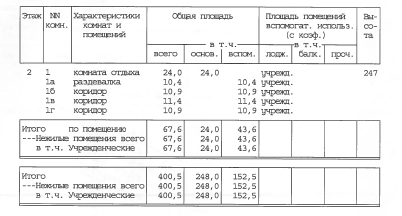 Этаж NN Характеристики Общая площадь Площадь помещений Вы-
комн. комнат и вспомогат. использ. со-
помещений (с коэф.) та
в т.ч. в т.ч.
всего основ. вспом. лодж. балк. проч.
2 1 комната отдыха 24,0 24,0 учрежд. 247
1а раздевалка 10,4 10,4 учрежд.
1б коридор 10,9 10,9 учрежд.
1в коридор 11,4 11,4 учрежд.
1г коридор 10,9 10,9 учрежд.
Итого по помещению 67,6 24,0 43,6
---Нежилые помещения всего 67,6 24,0 43,6
в т.ч. Учрежденческие 67,6 24,0 43,6
Итого 400,5 248,0 152,5
---Нежилые помещения всего 400,5 248,0 152,5
в т.ч. Учрежденческие 400,5 248,0 152,5